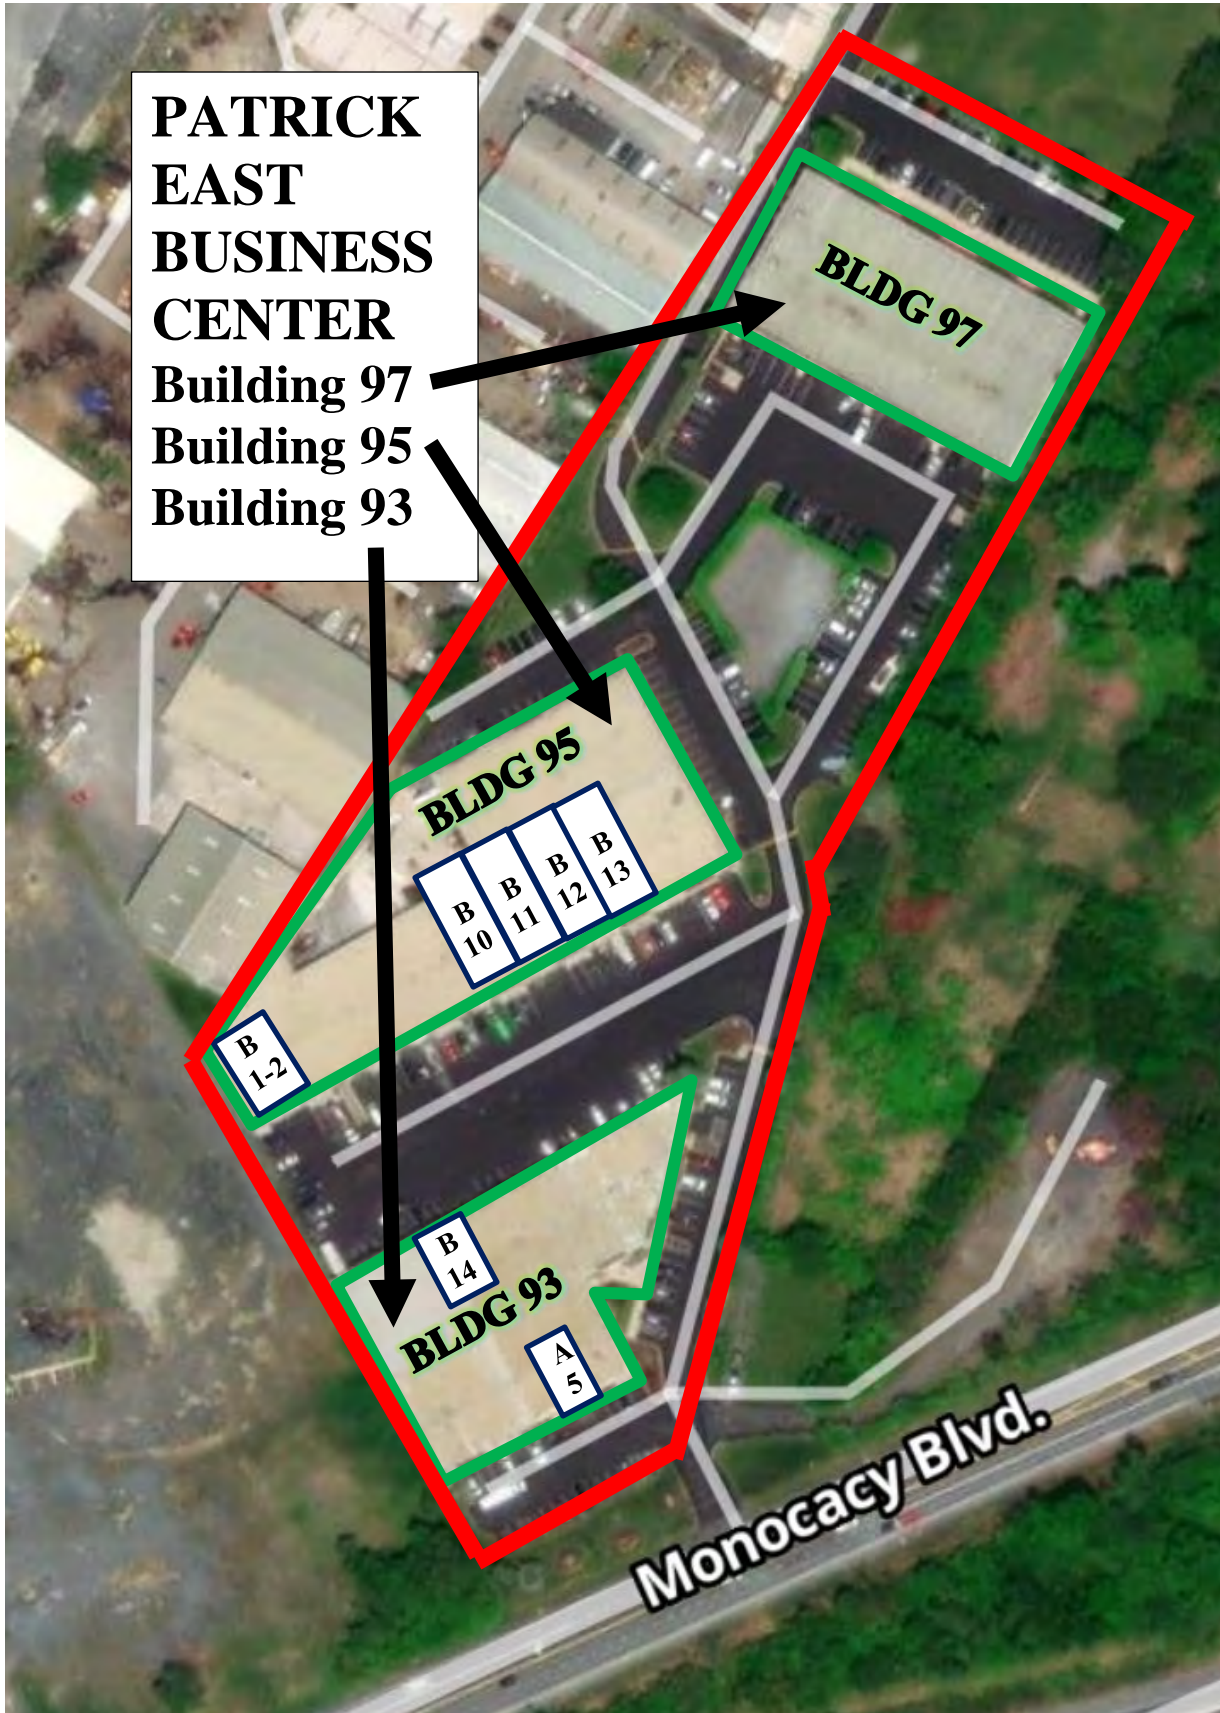 PATRICK
EAST
BUSINESS
CENTER
Building 97
Building 95
Building 93
BLDG 97
BLDG 95
B
10
B
11
B
12
B
13
B
1-2
B
14
BLDG 93
A
5
Monocacy Blvd.